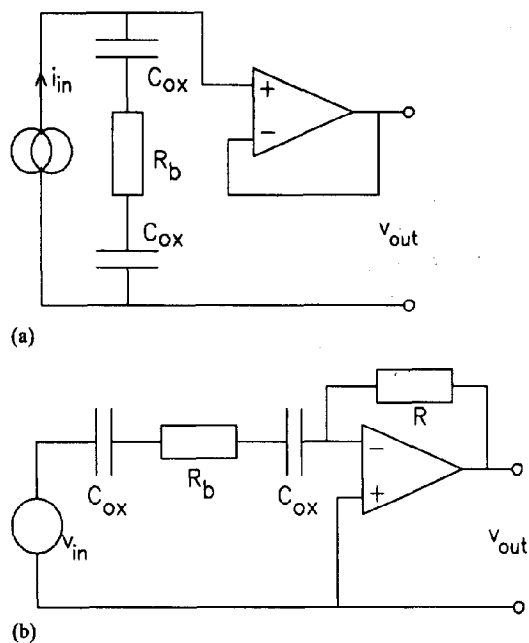 C_ox
i_in
+
−
R_b
C_ox
v_out
(a)
R
−
+
C_ox
R_b
C_ox
v_in
v_out
(b)